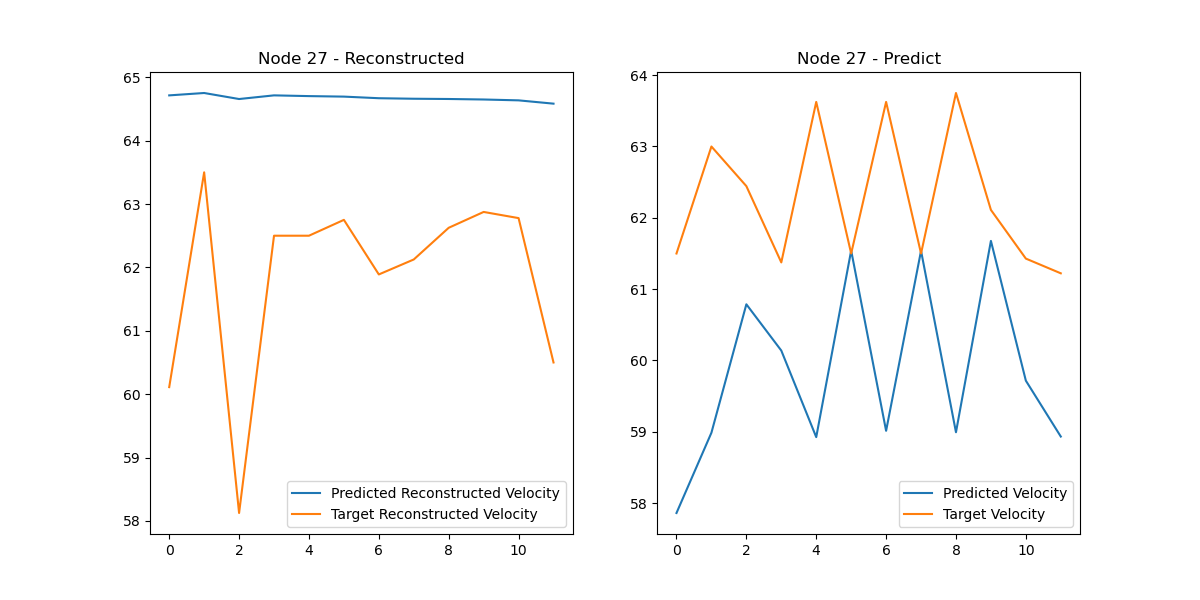 Node 27 - Reconstructed
65
64
63
62
61
60
59
58
0 2 4 6 8 10
Predicted Reconstructed Velocity
Target Reconstructed Velocity
Node 27 - Predict
64
63
62
61
60
59
58
0 2 4 6 8 10
Predicted Velocity
Target Velocity